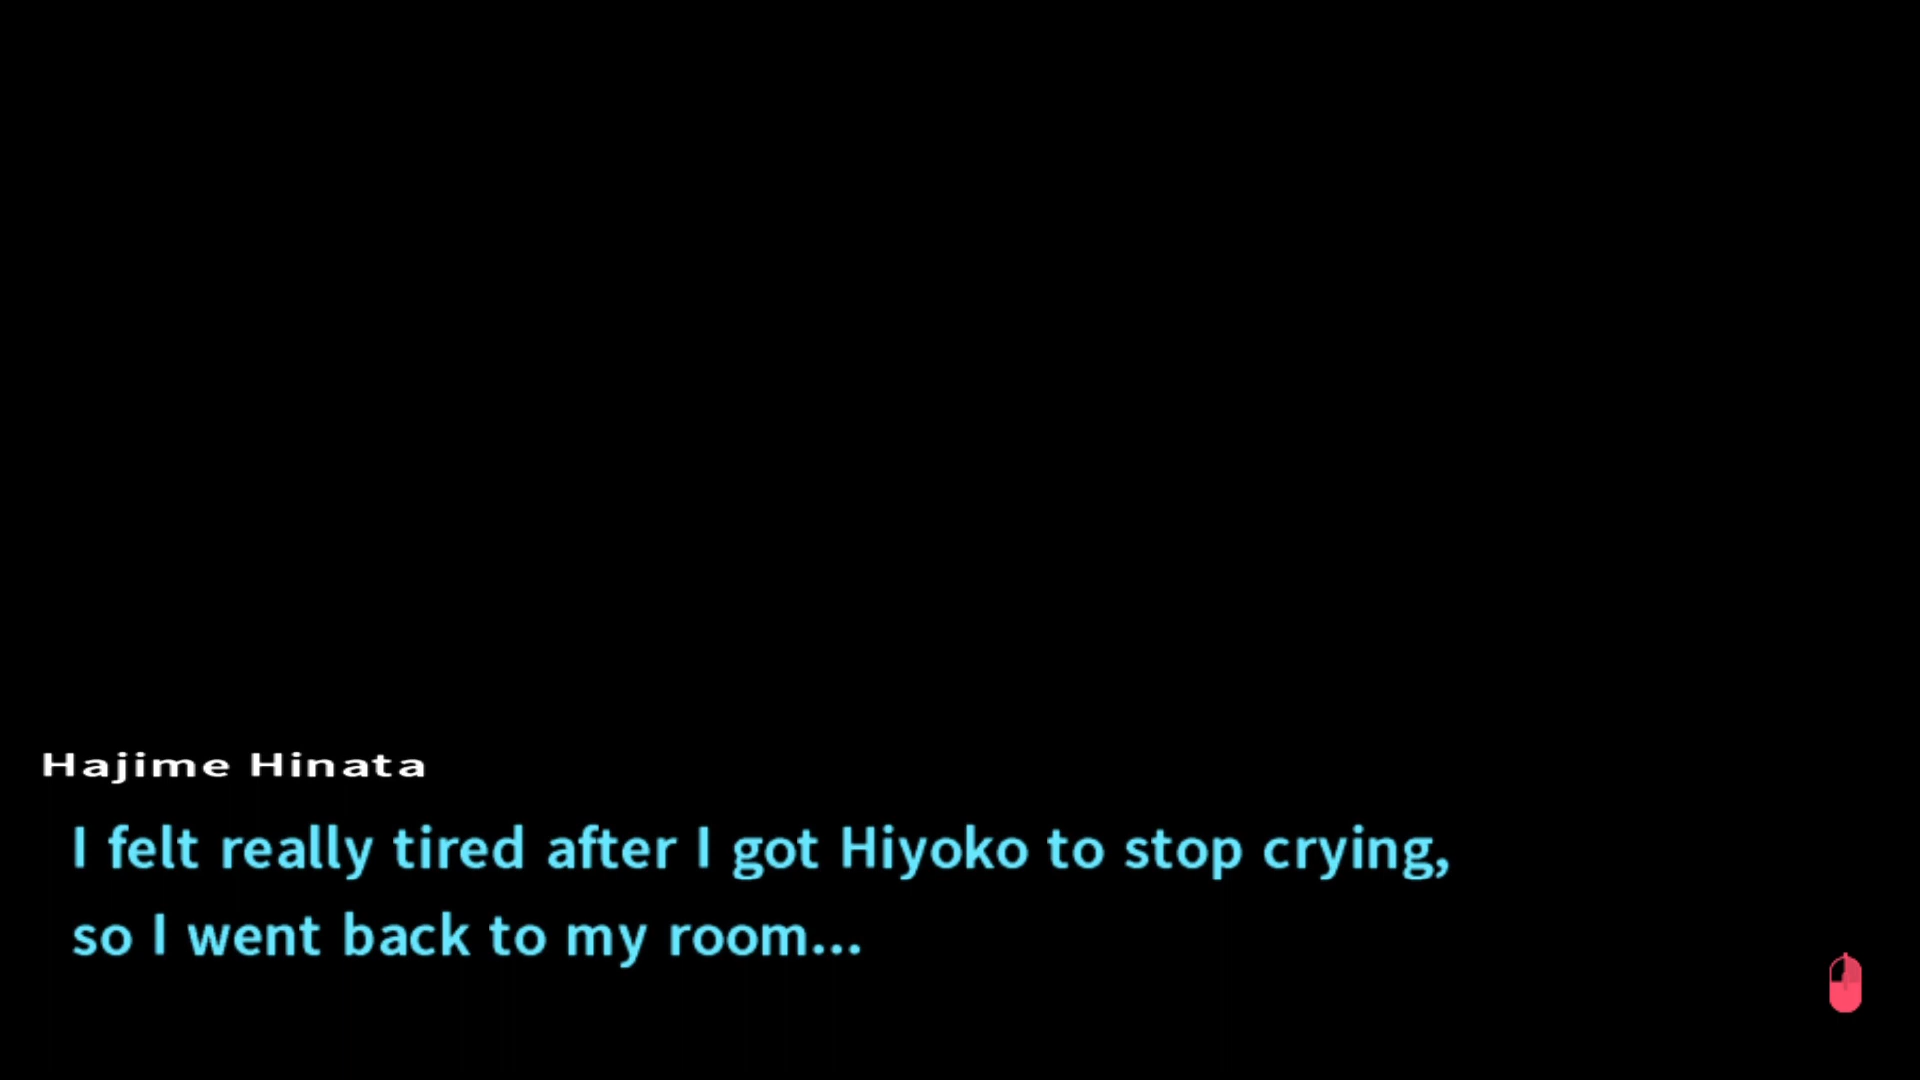 Hajime Hinata
I felt really tired after I got Hiyoko to stop crying,
so I went back to my room...